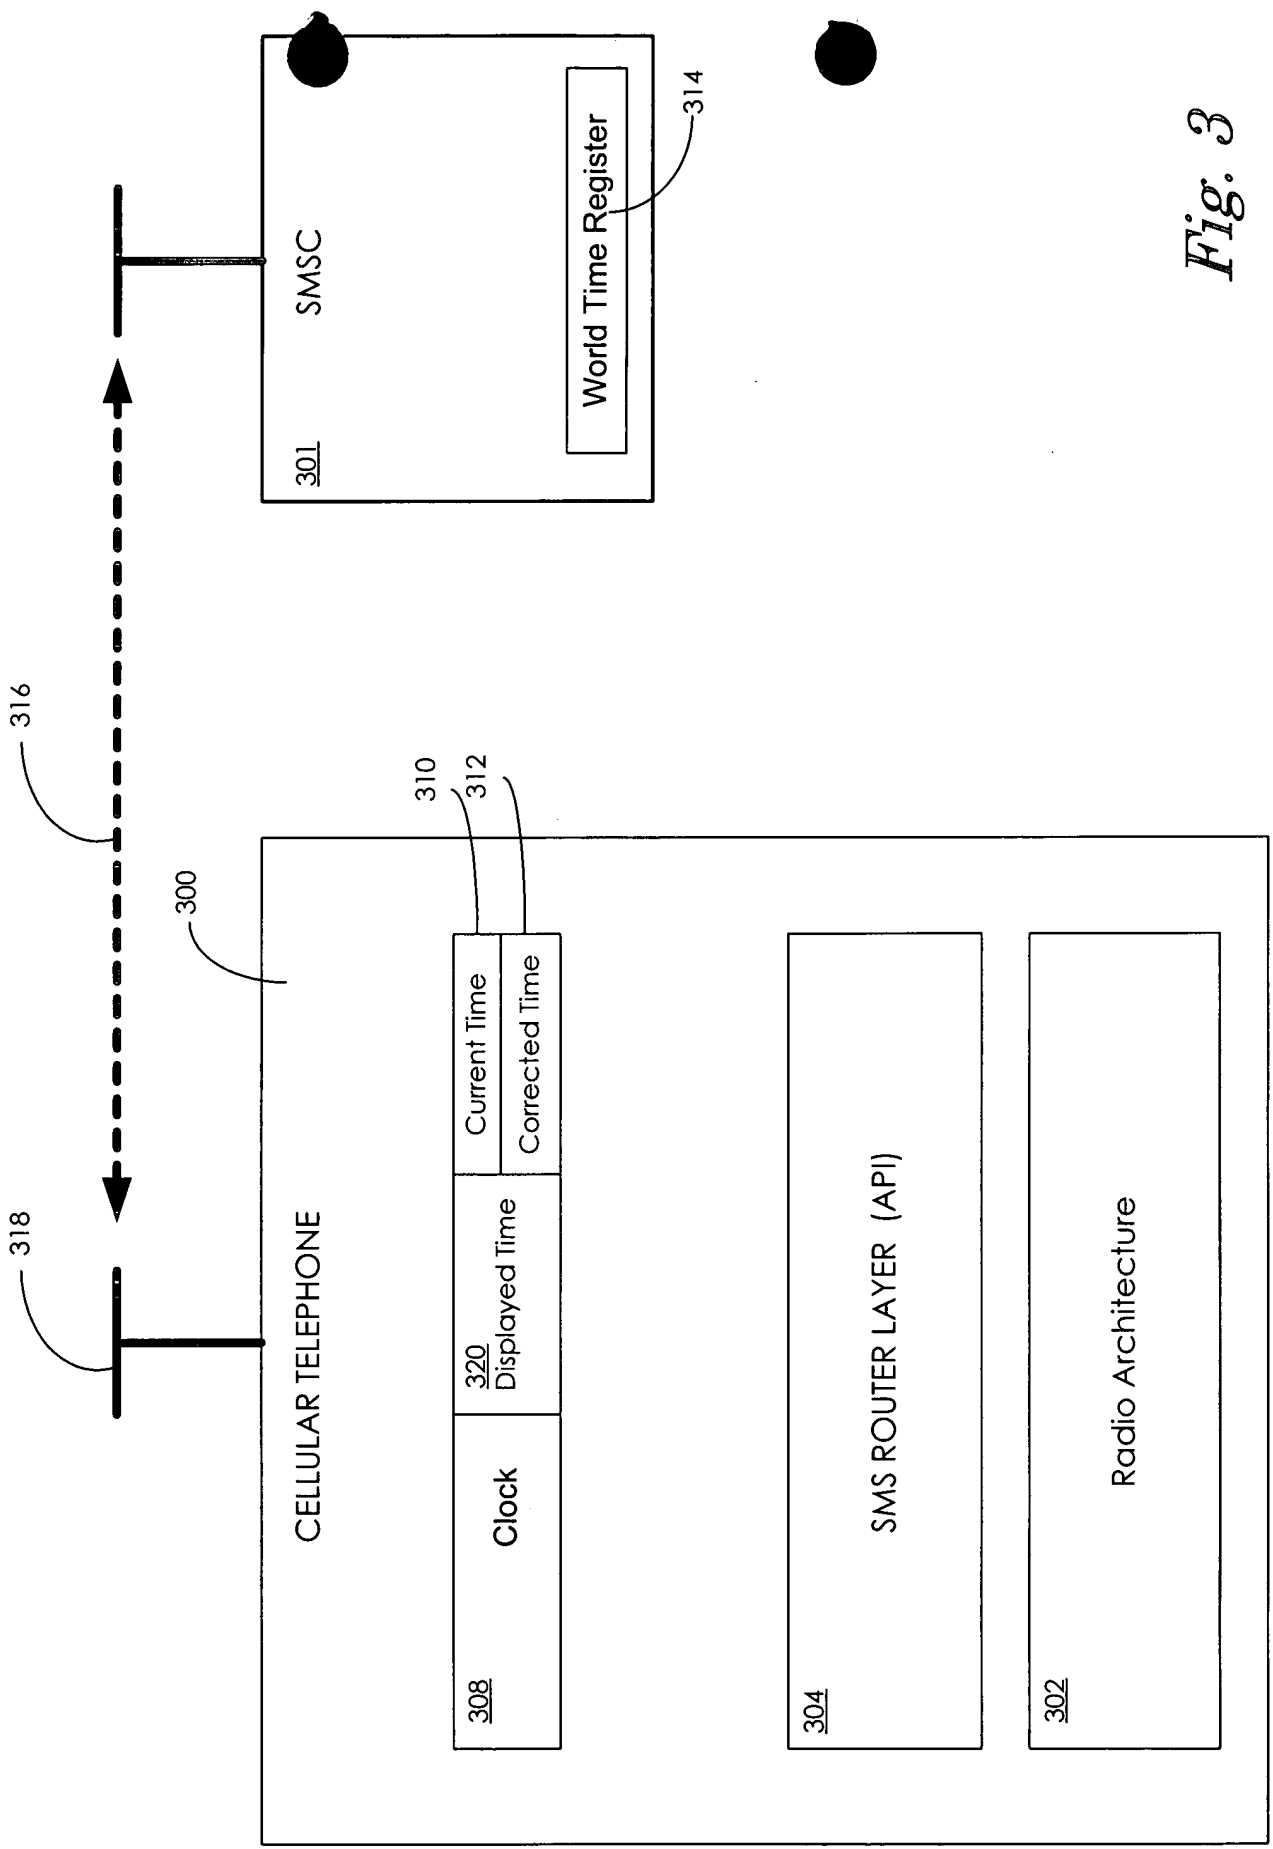 318
316
300
CELLULAR TELEPHONE
308
Clock
320
Displayed Time
Current Time
Corrected Time
310
312
304
SMS ROUTER LAYER (API)
302
Radio Architecture
301
SMSC
World Time Register
314
Fig. 3